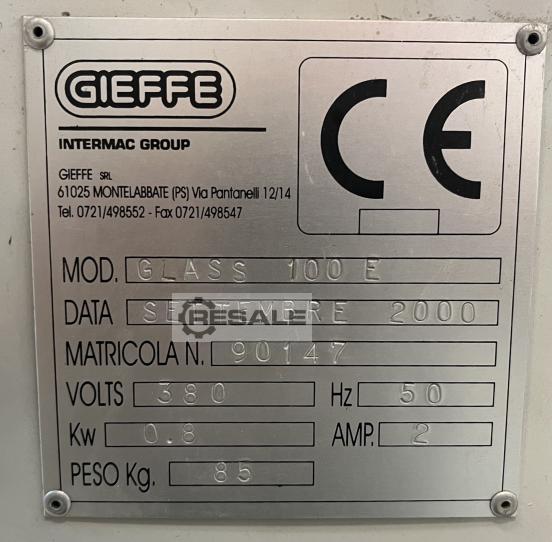 GIEFFE
INTERMAC GROUP
CE
GIEFFE SRL
61025 MONTELABBATE (PS) Via Pantanelli 12/14
Tel. 0721/498552 - Fax 0721/498547
MOD. GLASS 100 E
DATA SETTEMBRE 2000
RESALE
MATRICOLA N. 90147
VOLTS 380 Hz 50
Kw 0.8 AMP. 2
PESO Kg. 85